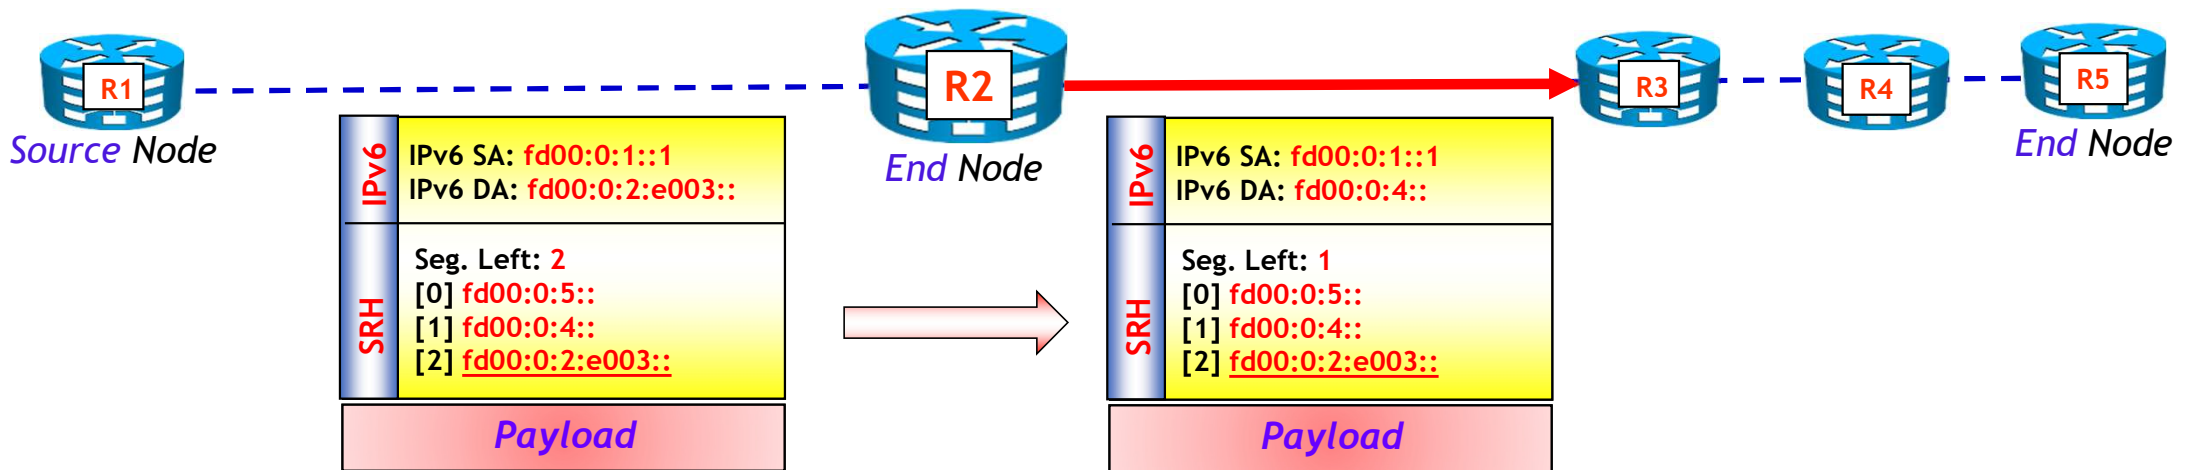 R1
R2
R3
R4
R5
Source Node
End Node
End Node
IPv6
IPv6 SA: fd00:0:1::1
IPv6 DA: fd00:0:2:e003::
SRH
Seg. Left: 2
[0] fd00:0:5::
[1] fd00:0:4::
[2] fd00:0:2:e003::
Payload
IPv6
IPv6 SA: fd00:0:1::1
IPv6 DA: fd00:0:4::
SRH
Seg. Left: 1
[0] fd00:0:5::
[1] fd00:0:4::
[2] fd00:0:2:e003::
Payload